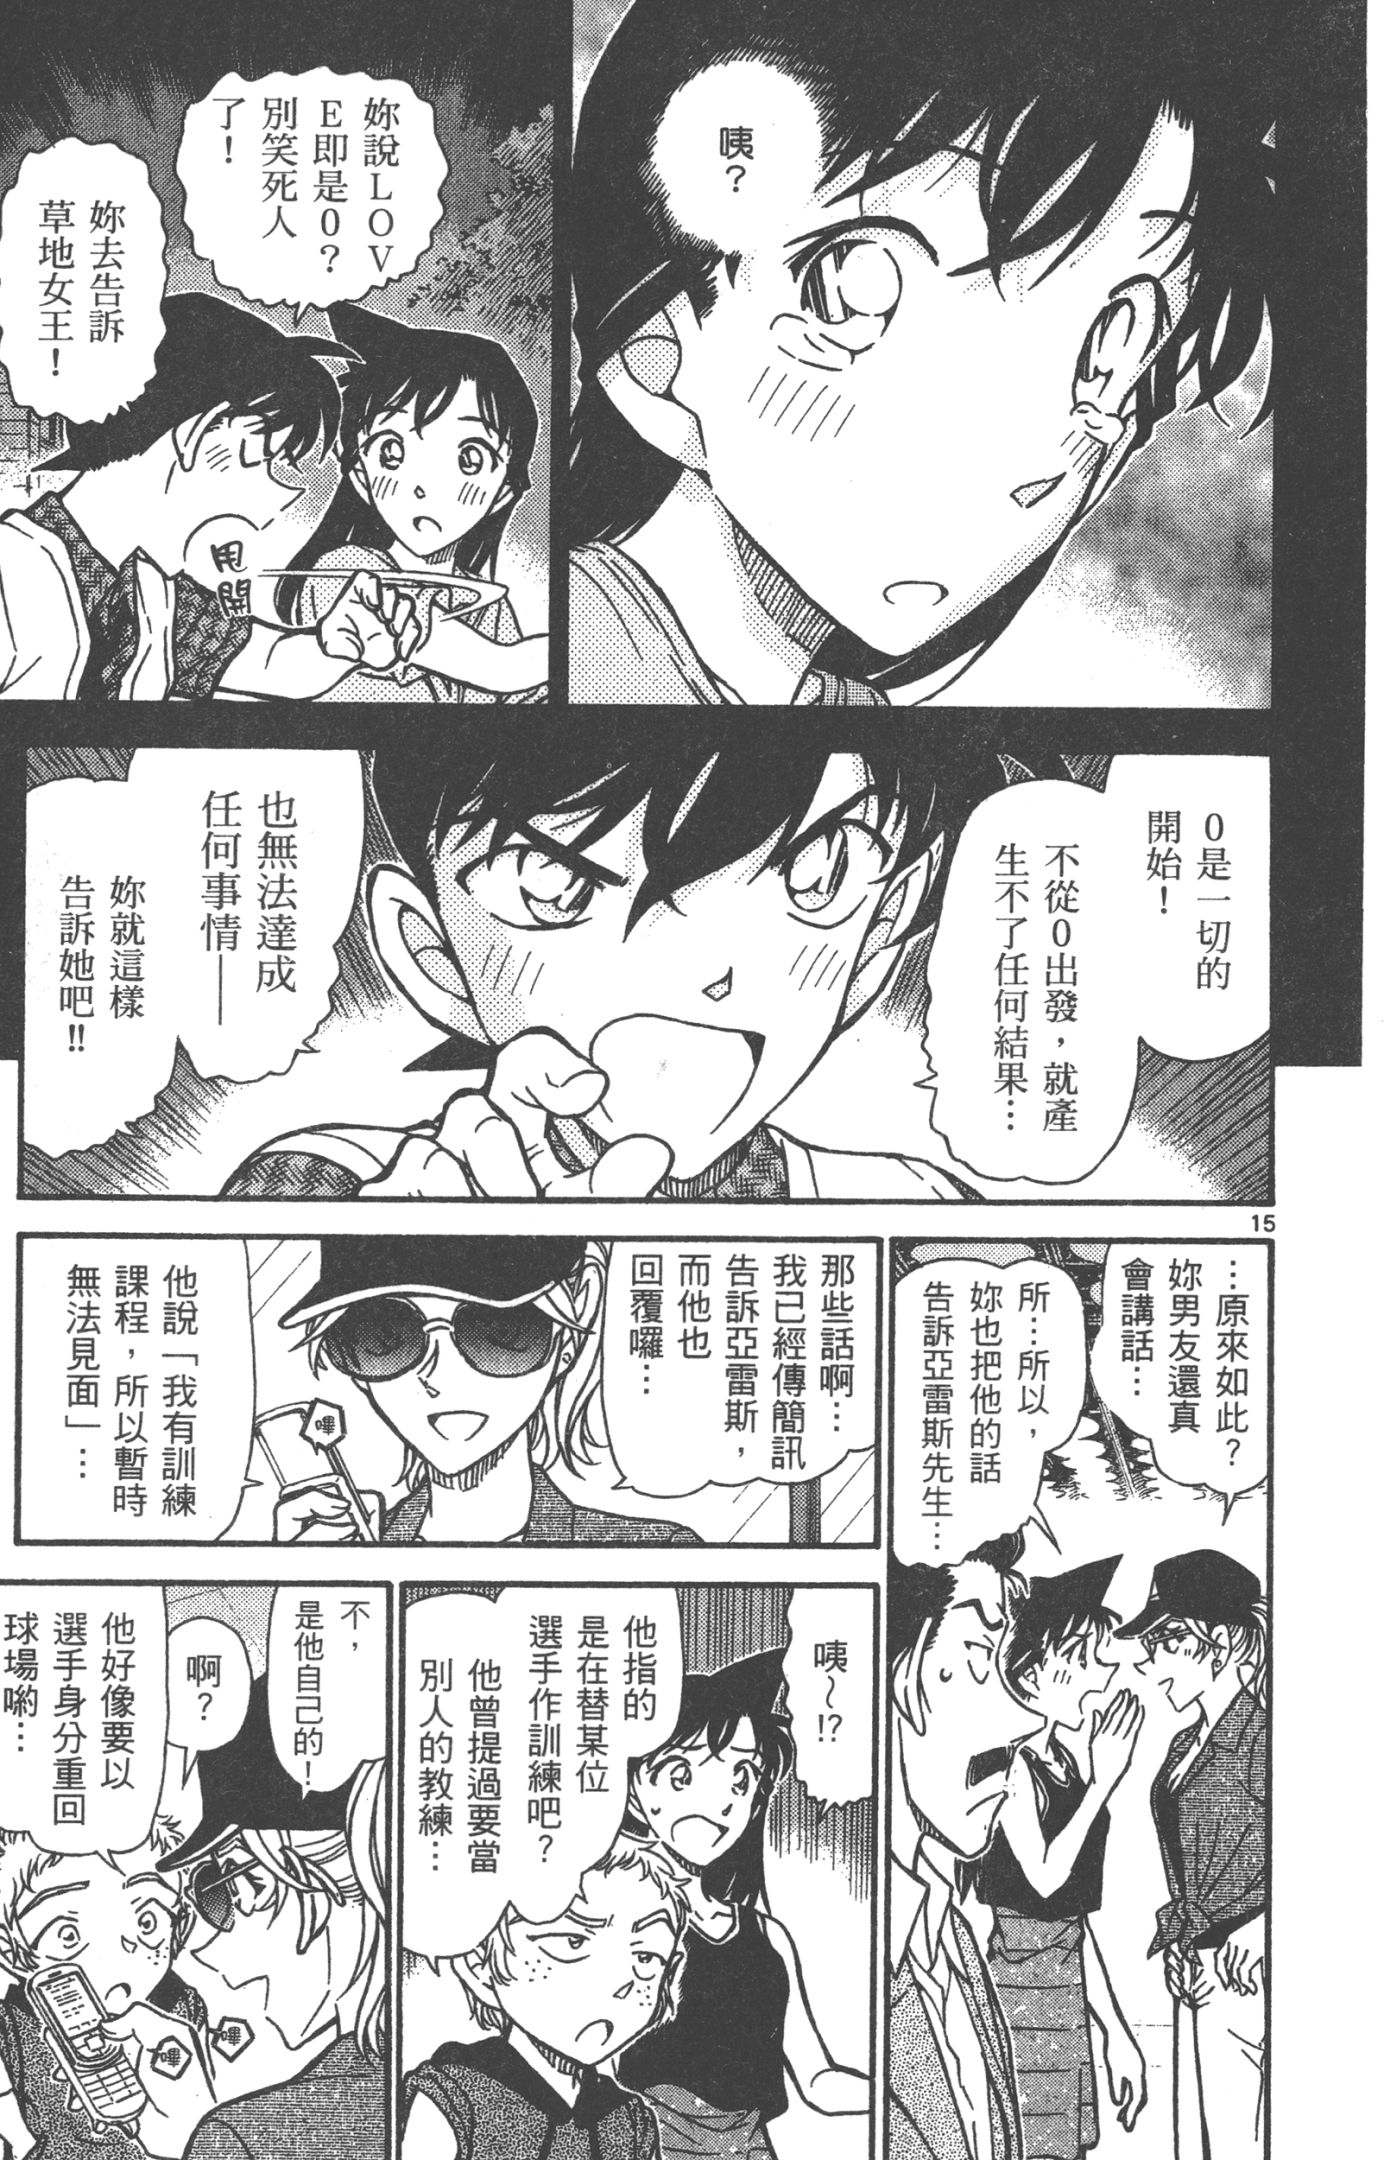 咦？
妳說LOV
E即是0？
別笑死人
了！
妳去告訴
草地女王！
甩開
0是一切的
開始！
不從0出發，就產
生不了任何結果…
也無法達成
任何事情——
妳就這樣
告訴她吧!!
15
…原來如此？
妳男友還真
會講話…
所…所以，
妳也把他的話
告訴亞雷斯先生…
那些話啊…
我已經傳簡訊
告訴亞雷斯，
而他也
回覆囉…
嗶
他說「我有訓練
課程，所以暫時
無法見面」…
咦～!?
他指的
是在替某位
選手作訓練吧？
他曾提過要當
別人的教練…
不，
是他自己的！
啊？
他好像要以
選手身分重回
球場喲…
嗶
嗶